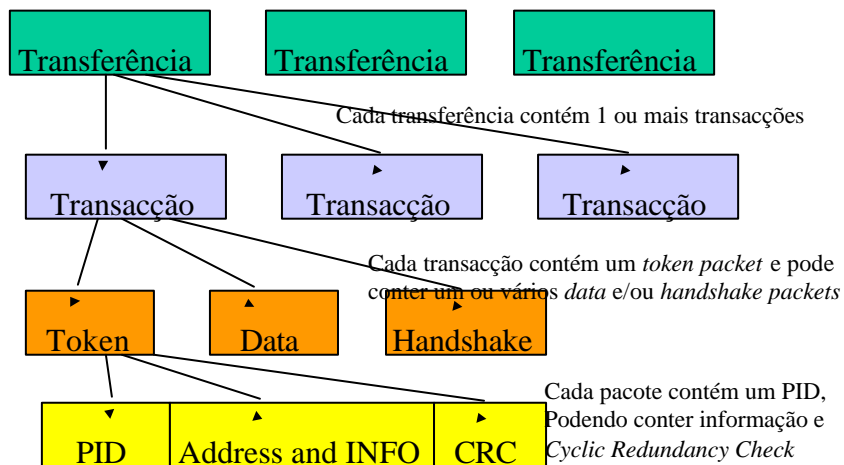 Transferência Transferência Transferência
Cada transferência contém 1 ou mais transacções
Transacção Transacção Transacção
Cada transacção contém um token packet e pode
conter um ou vários data e/ou handshake packets
Token Data Handshake
Cada pacote contém um PID,
Podendo conter informação e
Cyclic Redundancy Check
PID Address and INFO CRC